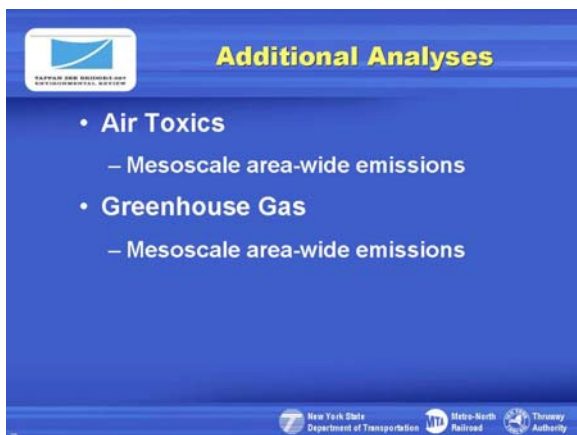 Additional Analyses
TAPPAN ZEE BRIDGE/I-287
ENVIRONMENTAL REVIEW
• Air Toxics
– Mesoscale area-wide emissions
• Greenhouse Gas
– Mesoscale area-wide emissions
New York State
Department of Transportation
MTA
Metro-North
Railroad
Thruway
Authority